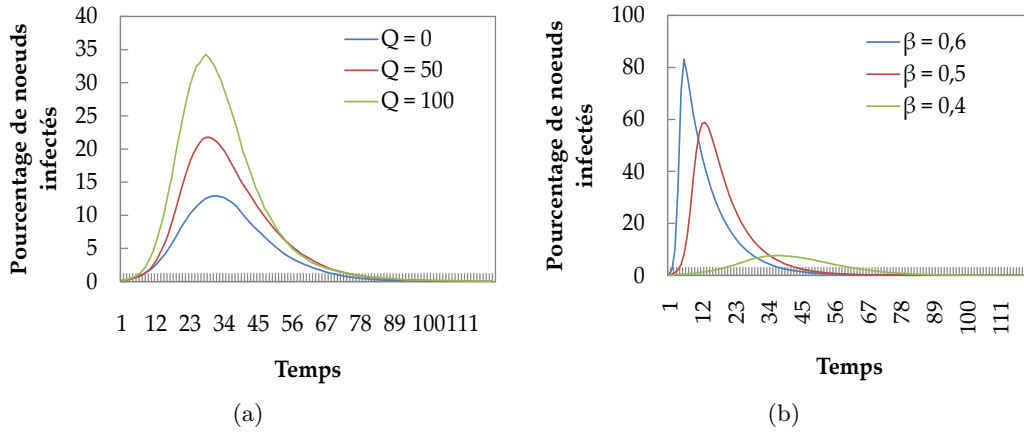 Pourcentage de noeuds
infectés
40
35
30
25
20
15
10
5
0
Q = 0
Q = 50
Q = 100
1 12 23 34 45 56 67 78 89 100 111
Temps
(a)
Pourcentage de noeuds
infectés
100
80
60
40
20
0
β = 0,6
β = 0,5
β = 0,4
1 12 23 34 45 56 67 78 89 100 111
Temps
(b)